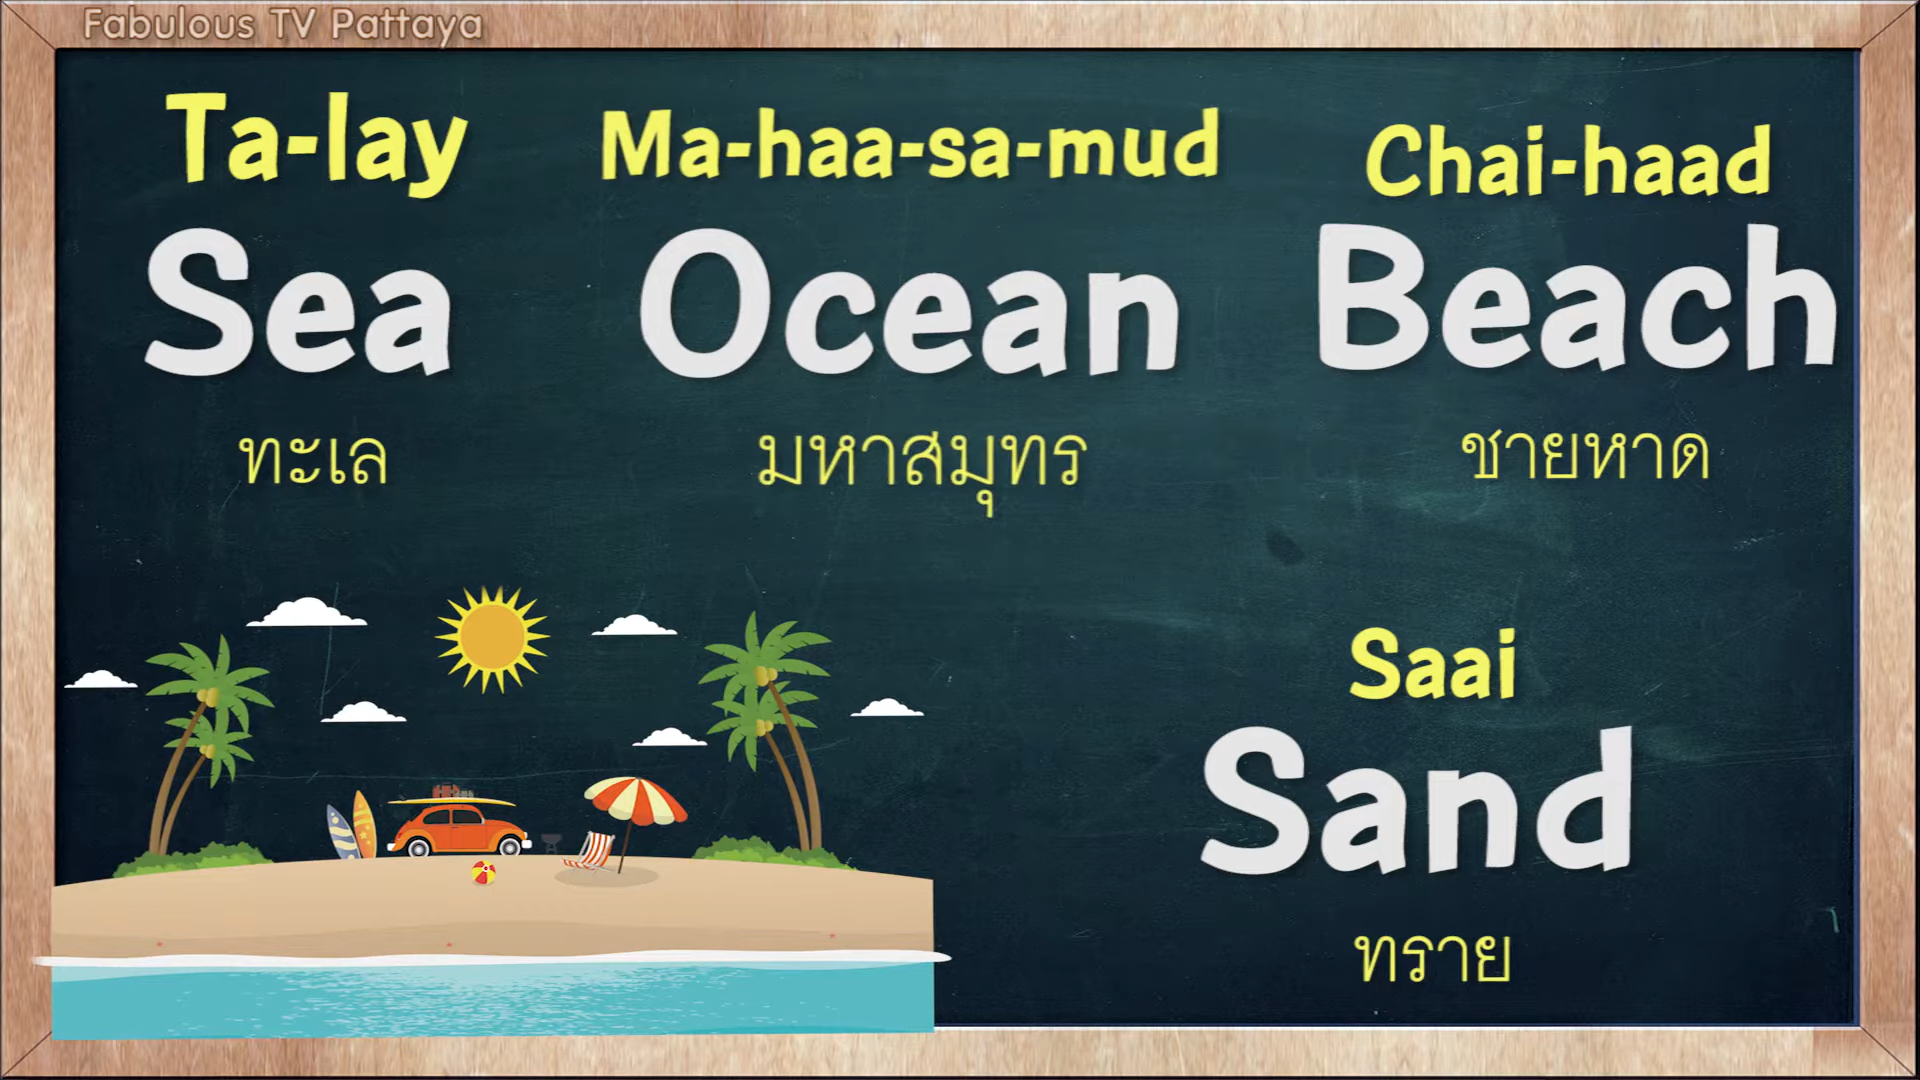 Fabulous TV Pattaya
Ta-lay
Sea
ทะเล
Ma-haa-sa-mud
Ocean
มหาสมุทร
Chai-haad
Beach
ชายหาด
Saai
Sand
ทราย